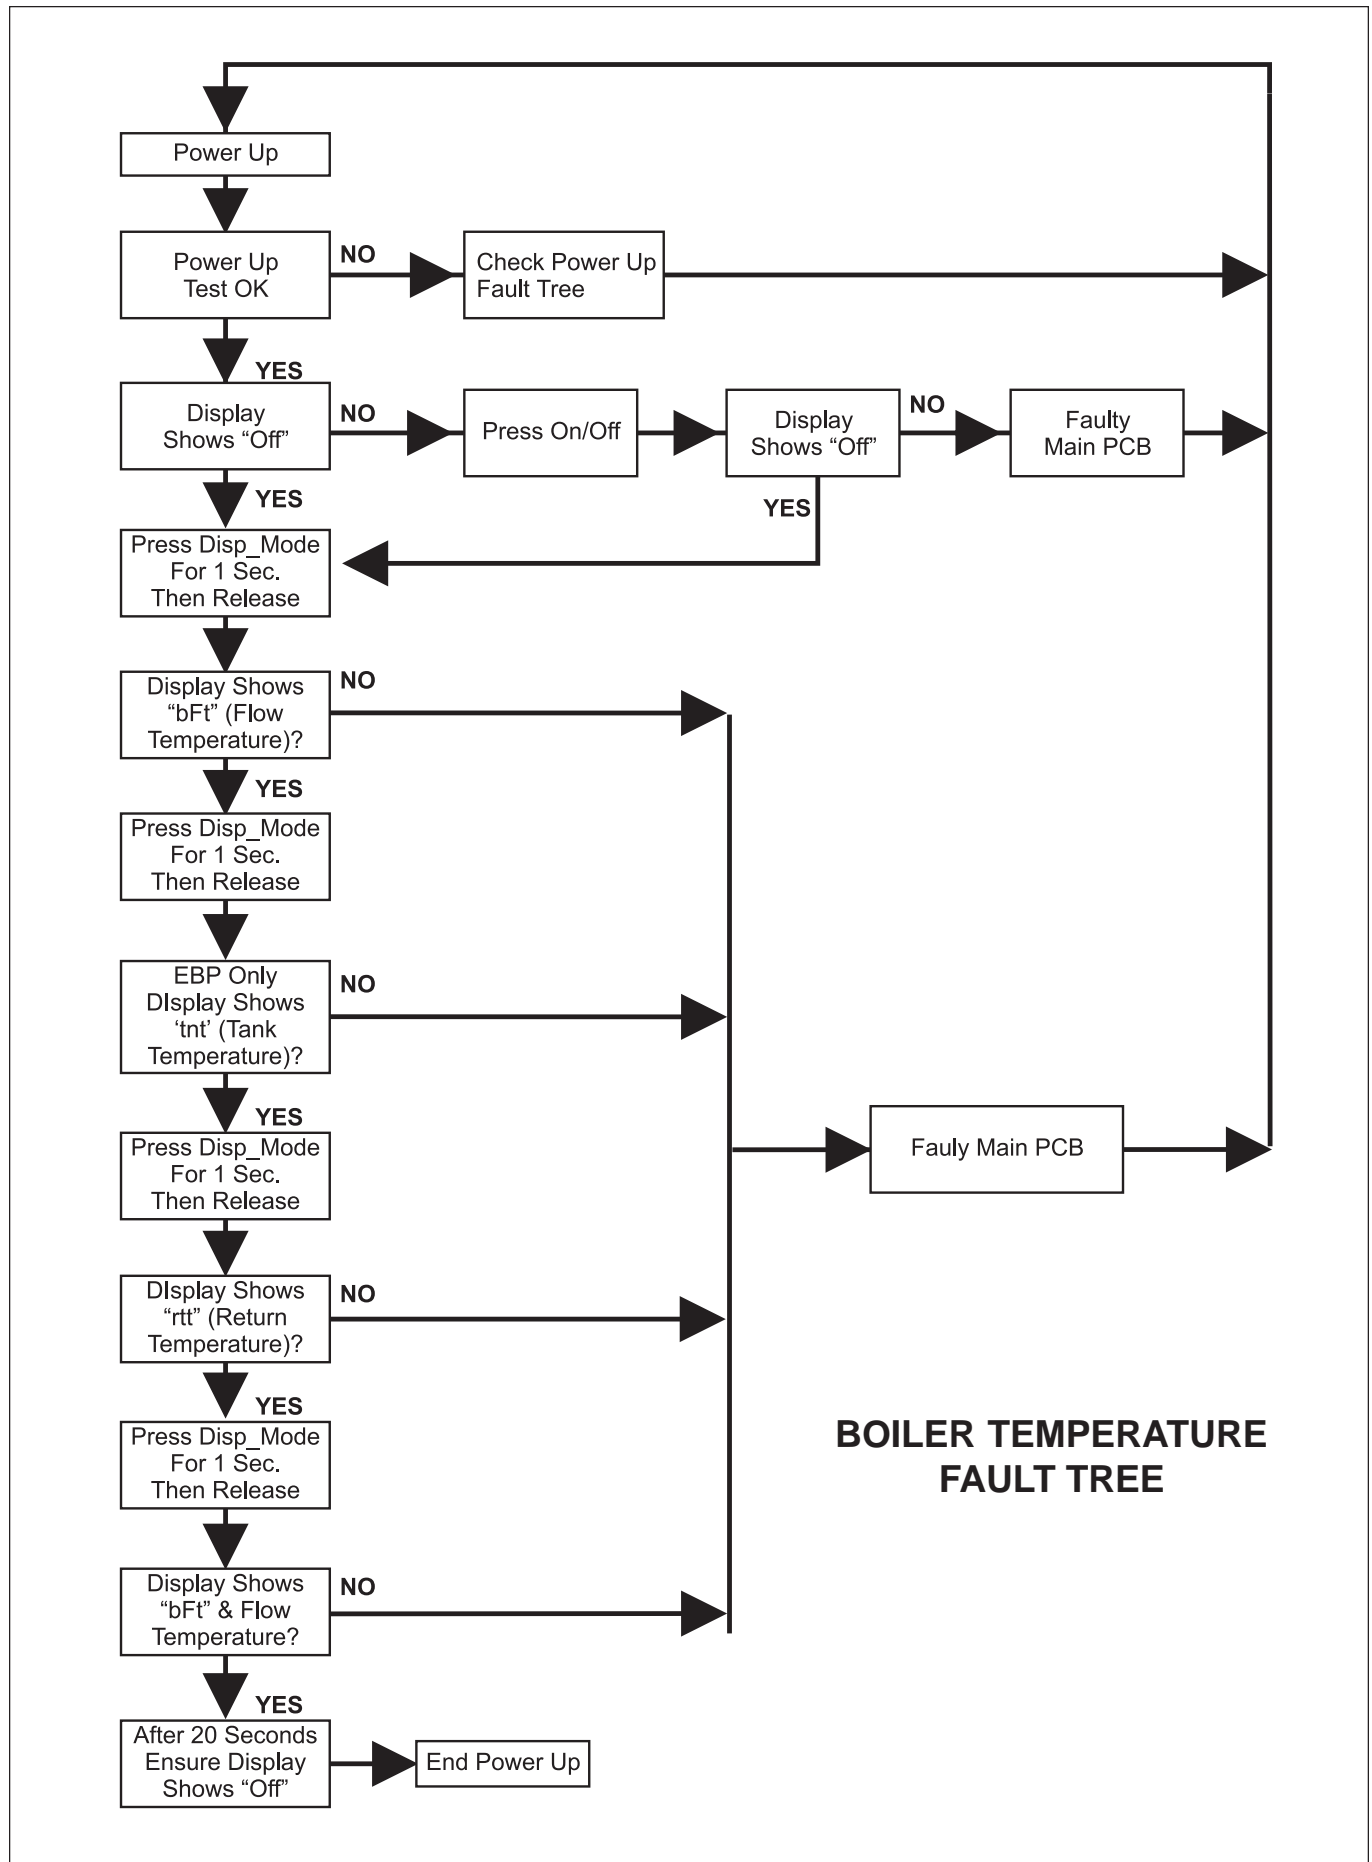 Power Up
Power Up
Test OK
NO
Check Power Up
Fault Tree
YES
Display
Shows “Off”
NO
Press On/Off
Display
Shows “Off”
NO
Faulty
Main PCB
YES
YES
Press Disp_Mode
For 1 Sec.
Then Release
Display Shows
“bFt” (Flow
Temperature)?
NO
YES
Press Disp_Mode
For 1 Sec.
Then Release
EBP Only
DIsplay Shows
‘tnt’ (Tank
Temperature)?
NO
YES
Press Disp_Mode
For 1 Sec.
Then Release
Fauly Main PCB
DIsplay Shows
“rtt” (Return
Temperature)?
NO
YES
Press Disp_Mode
For 1 Sec.
Then Release
BOILER TEMPERATURE
FAULT TREE
Display Shows
“bFt” & Flow
Temperature?
NO
YES
After 20 Seconds
Ensure Display
Shows “Off”
End Power Up